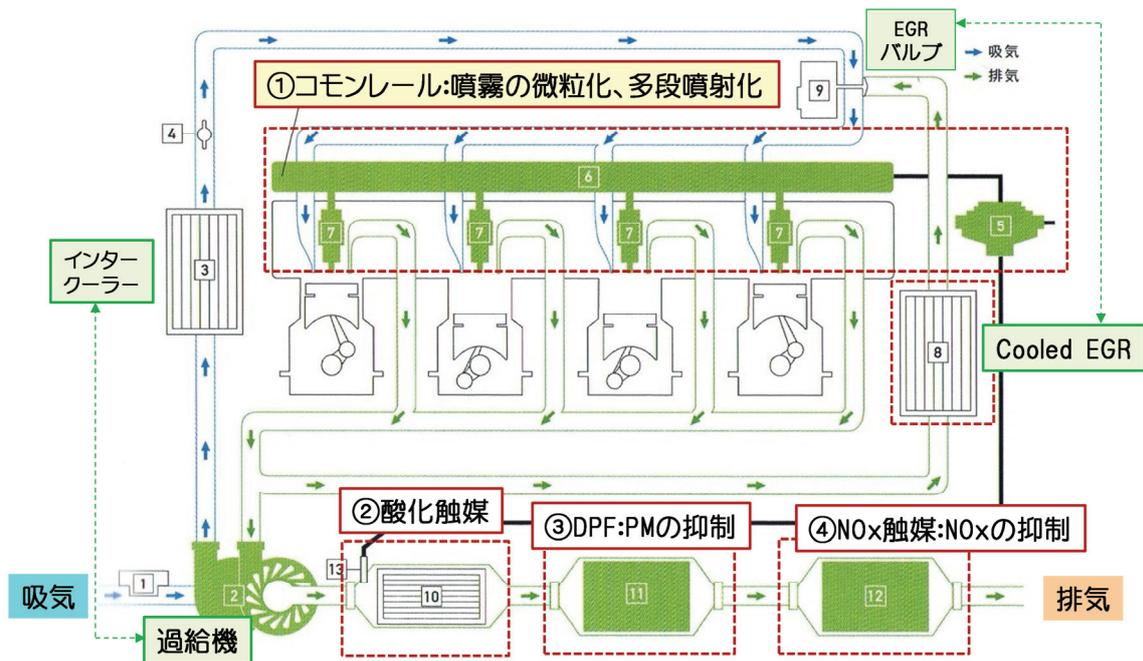 EGR
バルブ
吸気
排気
①コモンレール:噴霧の微粒化、多段噴射化
9
4
6
7
7
7
7
5
インター
クーラー
3
8
Cooled EGR
②酸化触媒
③DPF:PMの抑制
④NOx触媒:NOxの抑制
13
1
2
10
11
12
吸気
排気
過給機